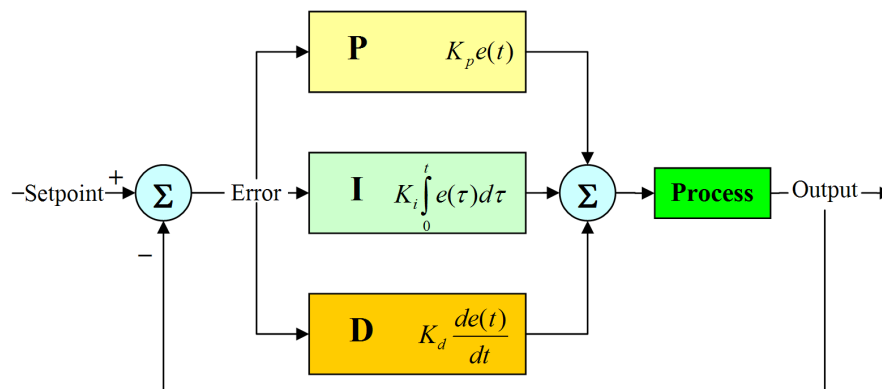 P K_p e(t)
–Setpoint + Σ Error I K_i ∫_0^t e(τ)dτ Σ Process Output
–
D K_d de(t)/dt